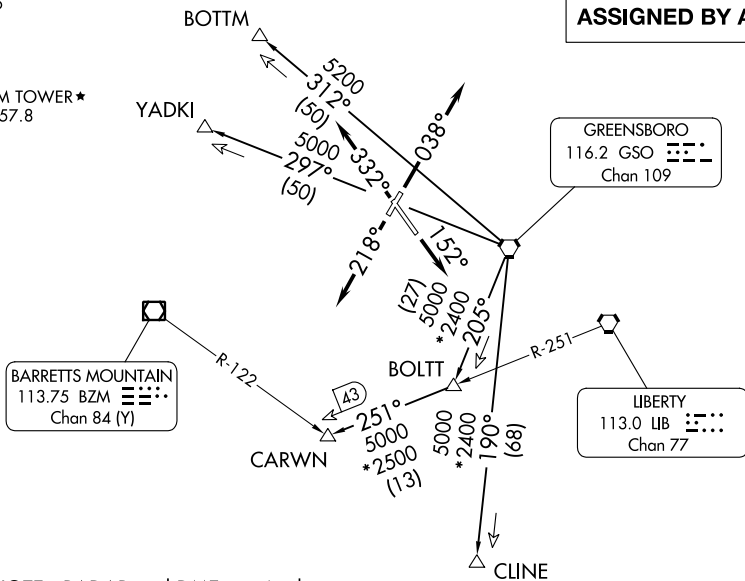 ASSIGNED BY A
BOTTM
M TOWER★
57.8
YADKI
5200
312°
(50)
5000
297°
(50)
332°
038°
218°
152°
GREENSBORO
116.2 GSO
Chan 109
(27)
5000
*2400
205°
BARRETTS MOUNTAIN
113.75 BZM
Chan 84 (Y)
R-122
BOLTT
R-251
LIBERTY
113.0 LIB
Chan 77
43
251°
5000
*2500
(13)
CARWN
5000
*2400
190°
(68)
CLINE